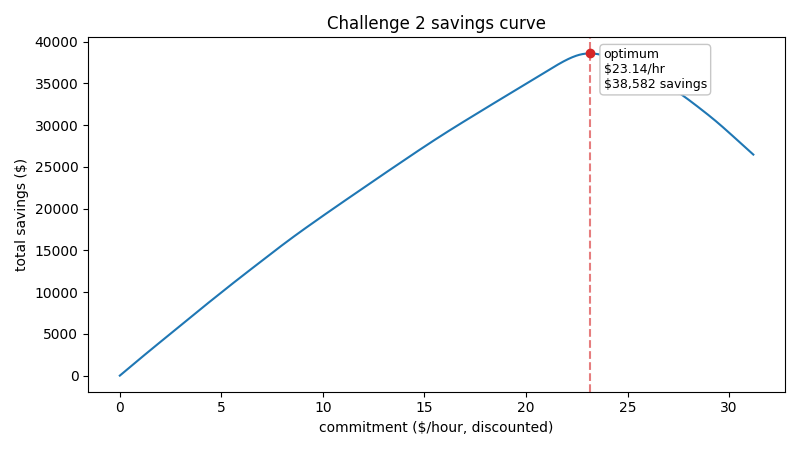 Challenge 2 savings curve
total savings ($)
40000
35000
30000
25000
20000
15000
10000
5000
0
optimum
$23.14/hr
$38,582 savings
0 5 10 15 20 25 30
commitment ($/hour, discounted)